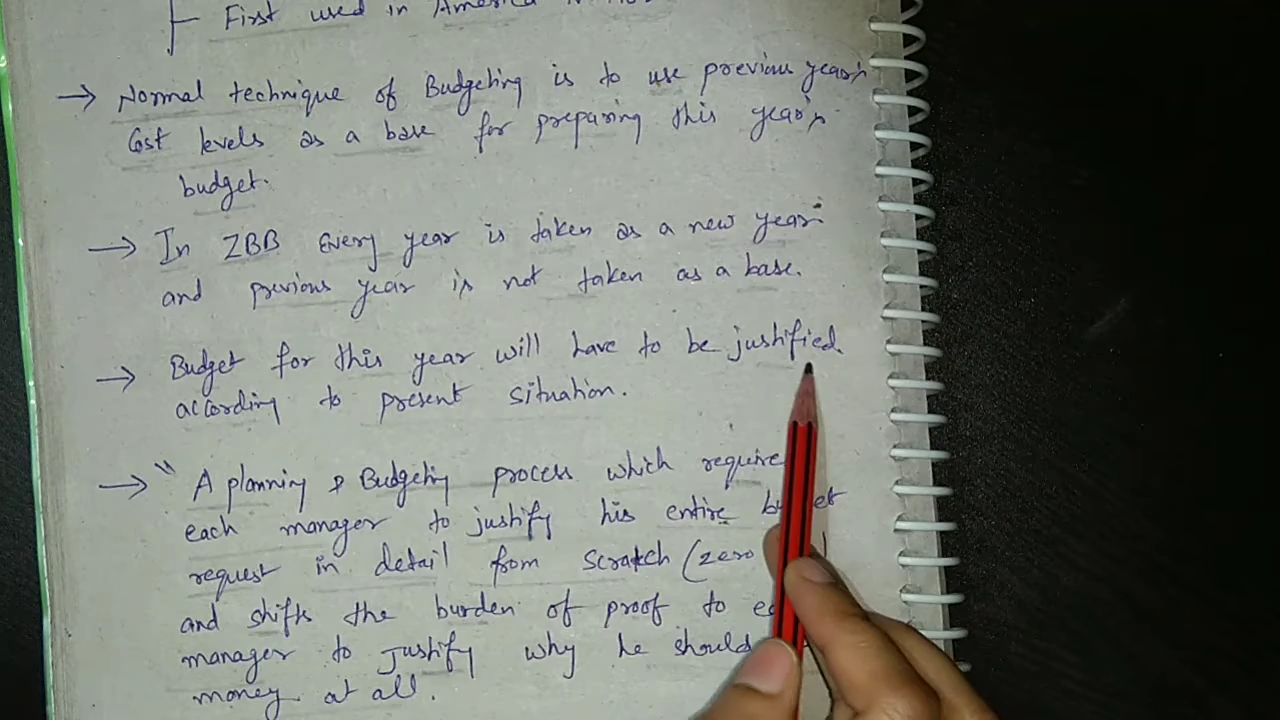 First used in America in
→ Normal technique of Budgeting is to use previous year's
Cost levels as a base for preparing this year's
budget.
→ In ZBB Every year is taken as a new year
and previous year is not taken as a base.
→ Budget for this year will have to be justified.
according to present situation.
→ " A planning & Budgeting process which require
each manager to justify his entire
request in detail from Scratch (zero
and shifts the burden of proof to
manager to Justify why he should
money at all.